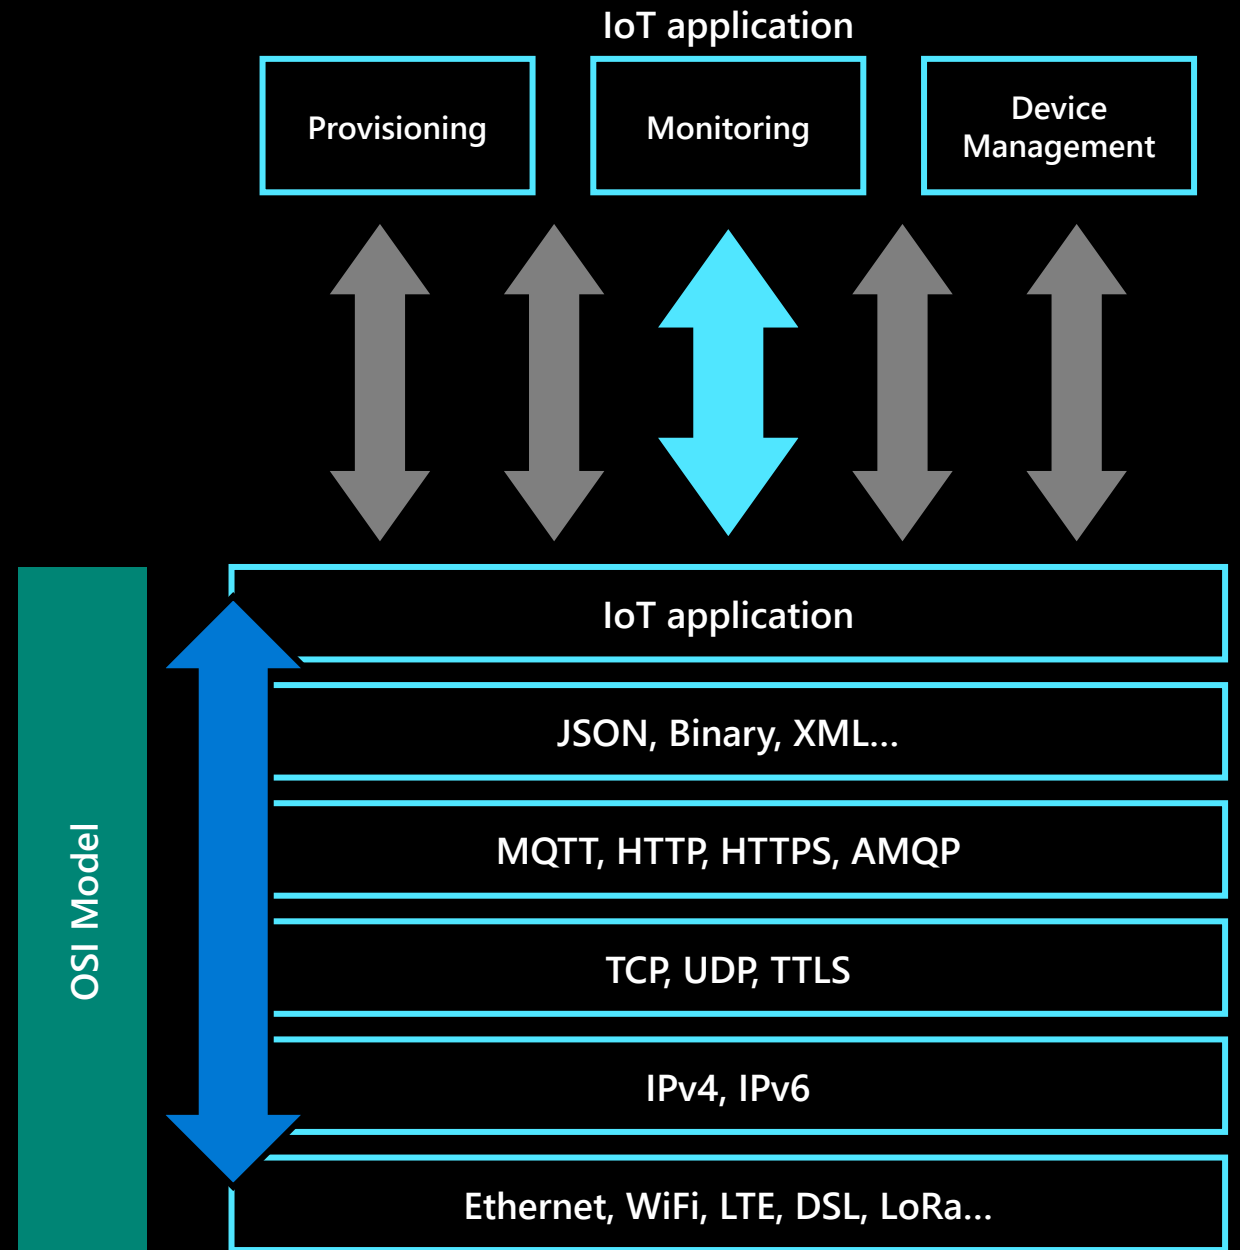 IoT application
Provisioning
Monitoring
Device
Management
IoT application
JSON, Binary, XML...
MQTT, HTTP, HTTPS, AMQP
TCP, UDP, TTLS
IPv4, IPv6
Ethernet, WiFi, LTE, DSL, LoRa...
OSI Model